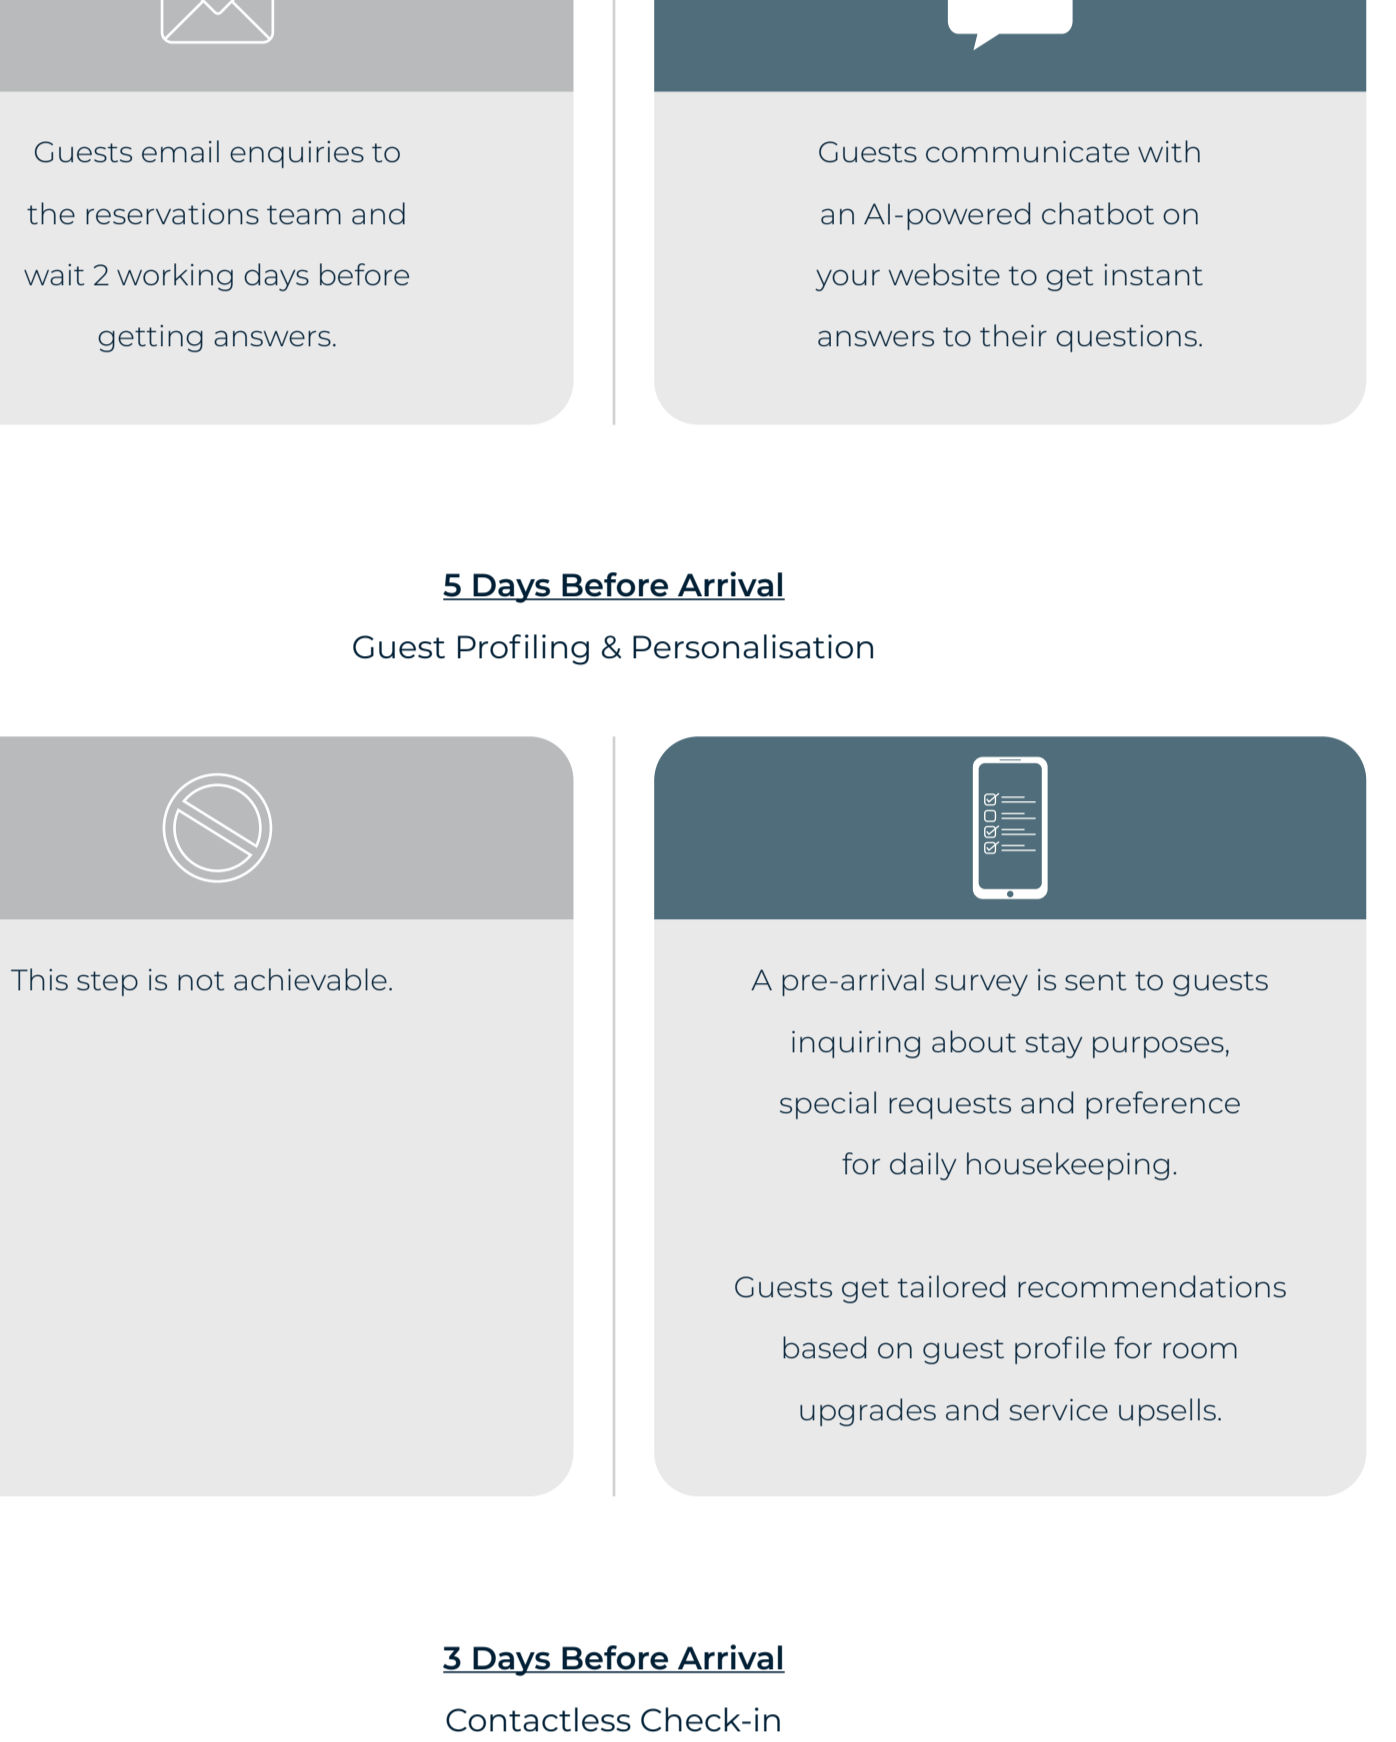 Guests email enquiries to
the reservations team and
wait 2 working days before
getting answers.
Guests communicate with
an AI-powered chatbot on
your website to get instant
answers to their questions.
5 Days Before Arrival
Guest Profiling & Personalisation
This step is not achievable.
A pre-arrival survey is sent to guests
inquiring about stay purposes,
special requests and preference
for daily housekeeping.
Guests get tailored recommendations
based on guest profile for room
upgrades and service upsells.
3 Days Before Arrival
Contactless Check-in